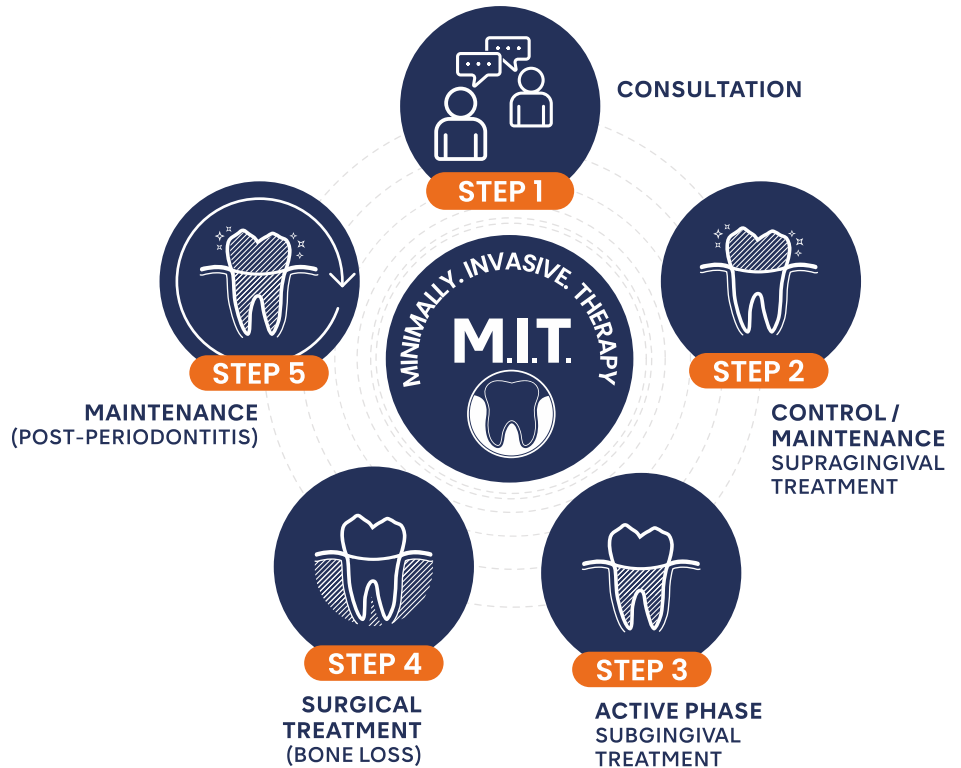 CONSULTATION
STEP 1
MINIMALLY. INVASIVE. THERAPY
M.I.T.
STEP 2
CONTROL /
MAINTENANCE
SUPRAGINGIVAL
TREATMENT
STEP 3
ACTIVE PHASE
SUBGINGIVAL
TREATMENT
STEP 4
SURGICAL
TREATMENT
(BONE LOSS)
STEP 5
MAINTENANCE
(POST-PERIODONTITIS)